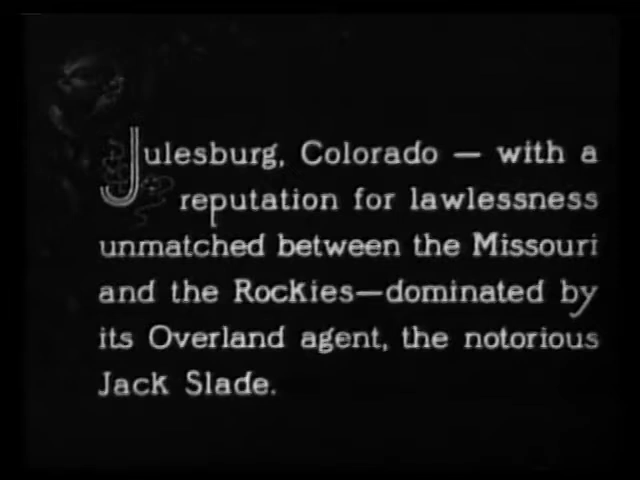 Julesburg, Colorado — with a
reputation for lawlessness
unmatched between the Missouri
and the Rockies—dominated by
its Overland agent, the notorious
Jack Slade.